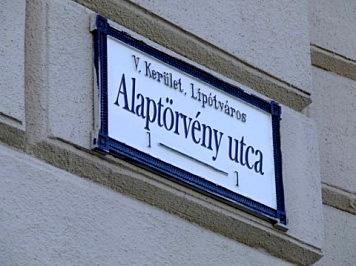 V. Kerület, Lipótváros
Alaptörvény utca
1 — 1